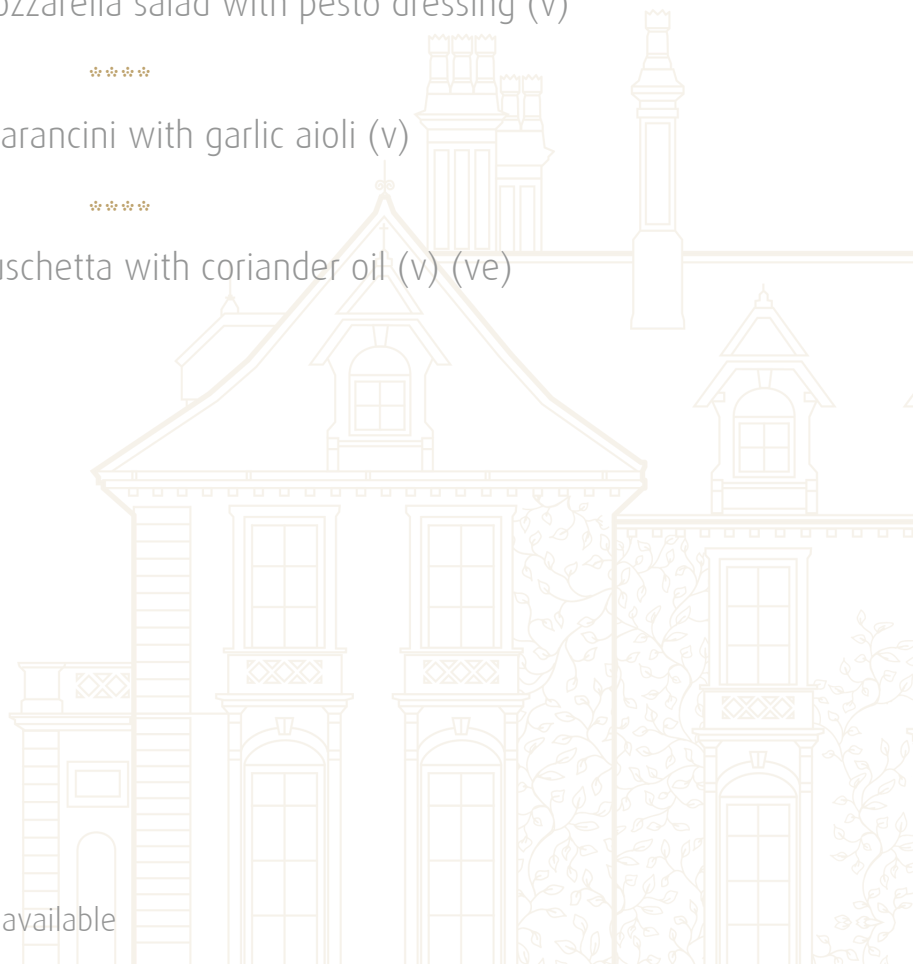 ozzarella salad with pesto dressing (v)
****
arancini with garlic aioli (v)
****
uschetta with coriander oil (v) (ve)
available